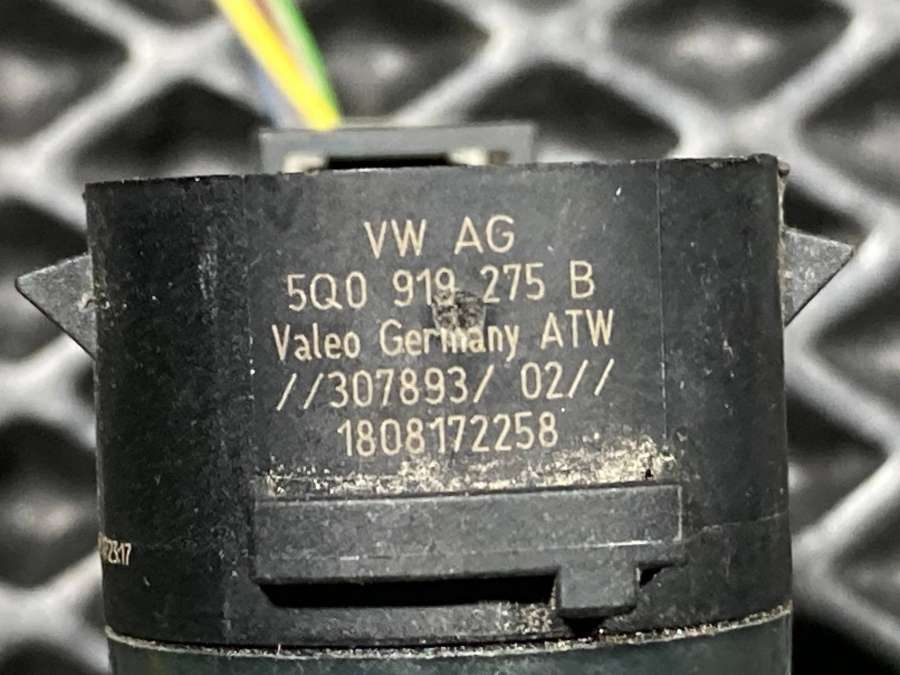 VW AG
5Q0 919 275 B
Valeo Germany ATW
//307893/ 02//
1808172258